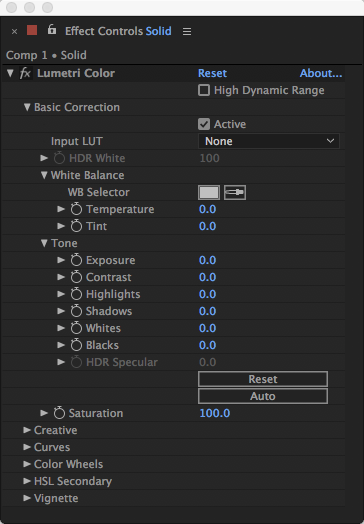 Effect Controls Solid
Comp 1 • Solid
fx Lumetri Color Reset About...
High Dynamic Range
Basic Correction
Active
Input LUT None
HDR White 100
White Balance
WB Selector
Temperature 0.0
Tint 0.0
Tone
Exposure 0.0
Contrast 0.0
Highlights 0.0
Shadows 0.0
Whites 0.0
Blacks 0.0
HDR Specular 0.0
Reset
Auto
Saturation 100.0
Creative
Curves
Color Wheels
HSL Secondary
Vignette